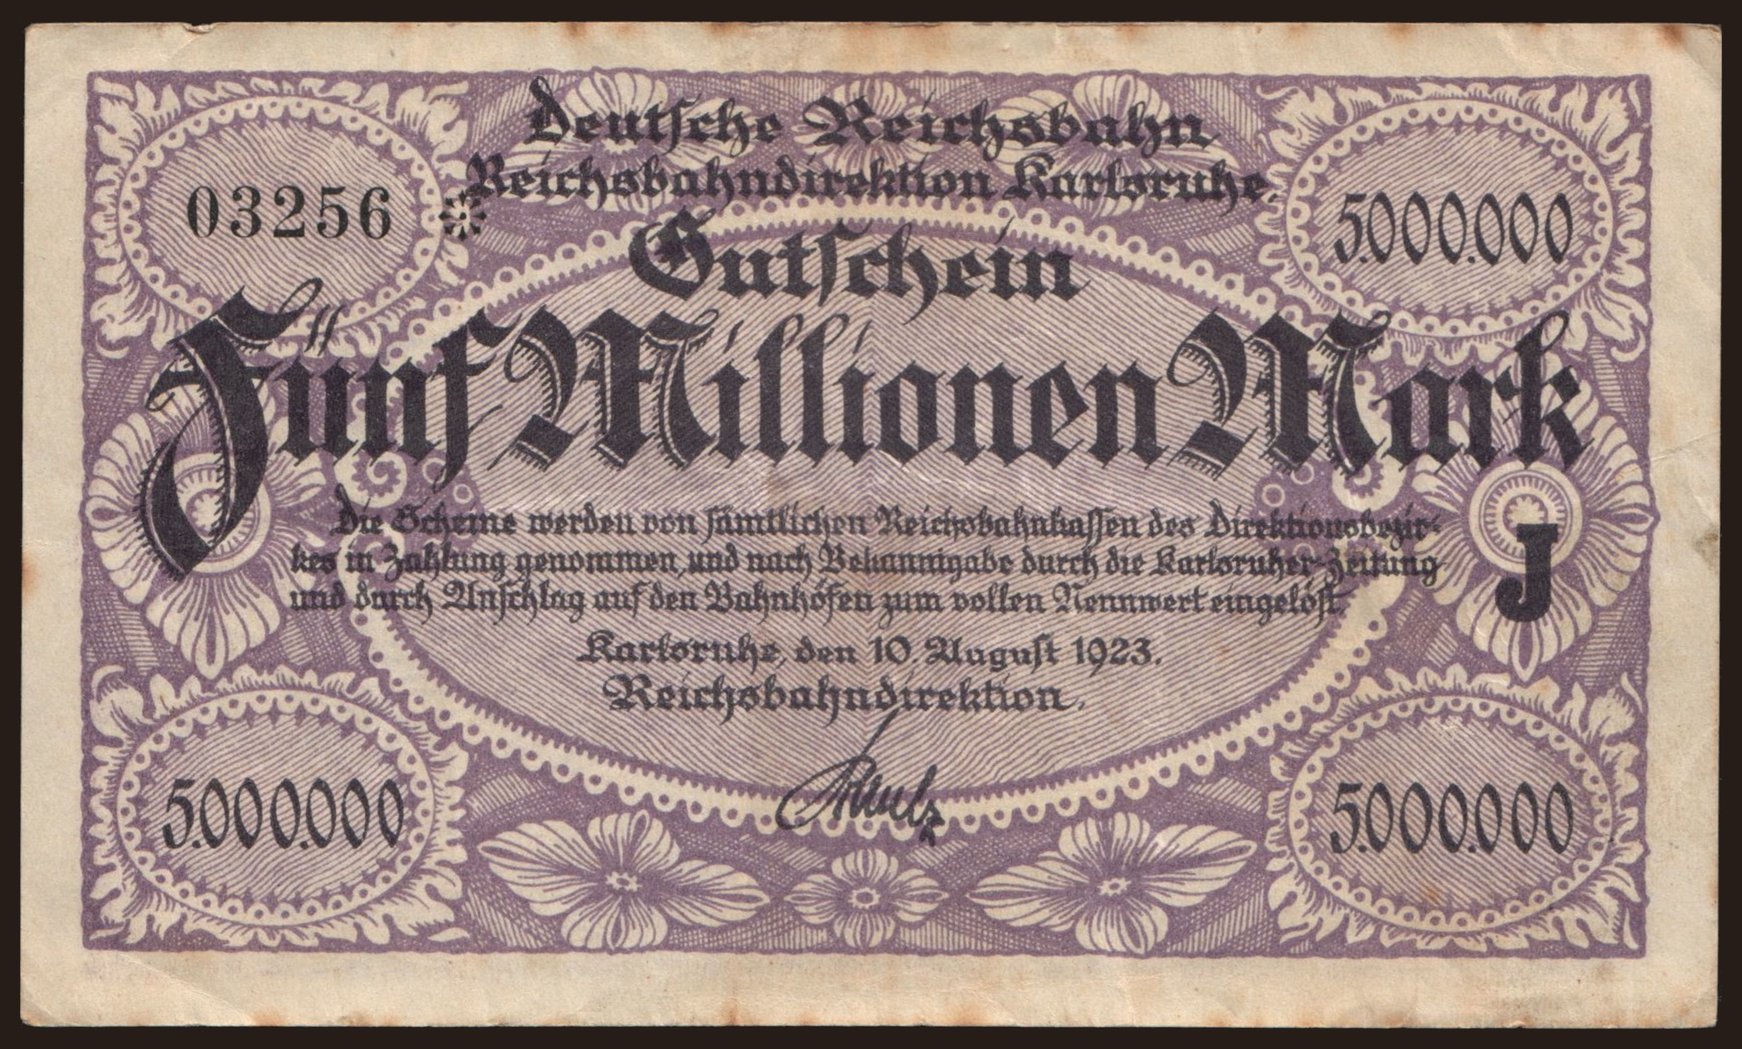 Deutsche Reichsbahn
Reichsbahndirektion Karlsruhe.
03256 *
5.000.000
Gutschein
Fünf Millionen Mark
Die Scheine werden von sämtlichen Reichsbahnkassen des Direktionsbezir-
kes in Zahlung genommen, und nach Bekanntgabe durch die Karlsruher-Zeitung
und durch Anschlag auf den Bahnhöfen zum vollen Nennwert eingelöst.
J
Karlsruhe, den 10. August 1923.
Reichsbahndirektion.
5.000.000
5.000.000